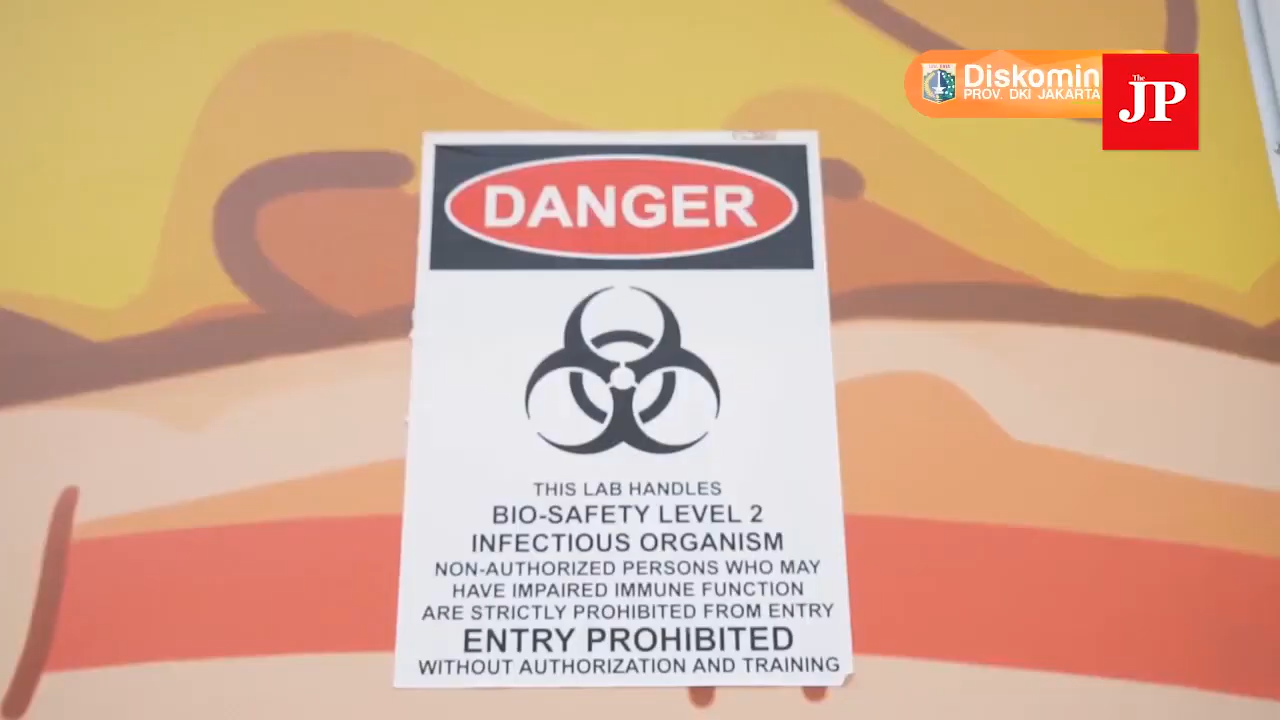 Diskomin
PROV. DKI JAKARTA
The
JP
DANGER
THIS LAB HANDLES
BIO-SAFETY LEVEL 2
INFECTIOUS ORGANISM
NON-AUTHORIZED PERSONS WHO MAY
HAVE IMPAIRED IMMUNE FUNCTION
ARE STRICTLY PROHIBITED FROM ENTRY
ENTRY PROHIBITED
WITHOUT AUTHORIZATION AND TRAINING